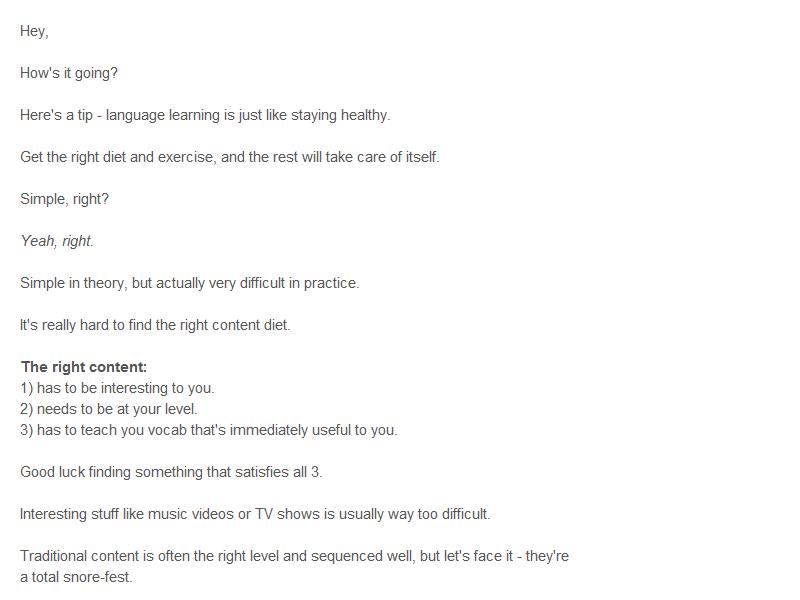 Hey,
How's it going?
Here's a tip - language learning is just like staying healthy.
Get the right diet and exercise, and the rest will take care of itself.
Simple, right?
Yeah, right.
Simple in theory, but actually very difficult in practice.
It's really hard to find the right content diet.
The right content:
1) has to be interesting to you.
2) needs to be at your level.
3) has to teach you vocab that's immediately useful to you.
Good luck finding something that satisfies all 3.
Interesting stuff like music videos or TV shows is usually way too difficult.
Traditional content is often the right level and sequenced well, but let's face it - they're
a total snore-fest.